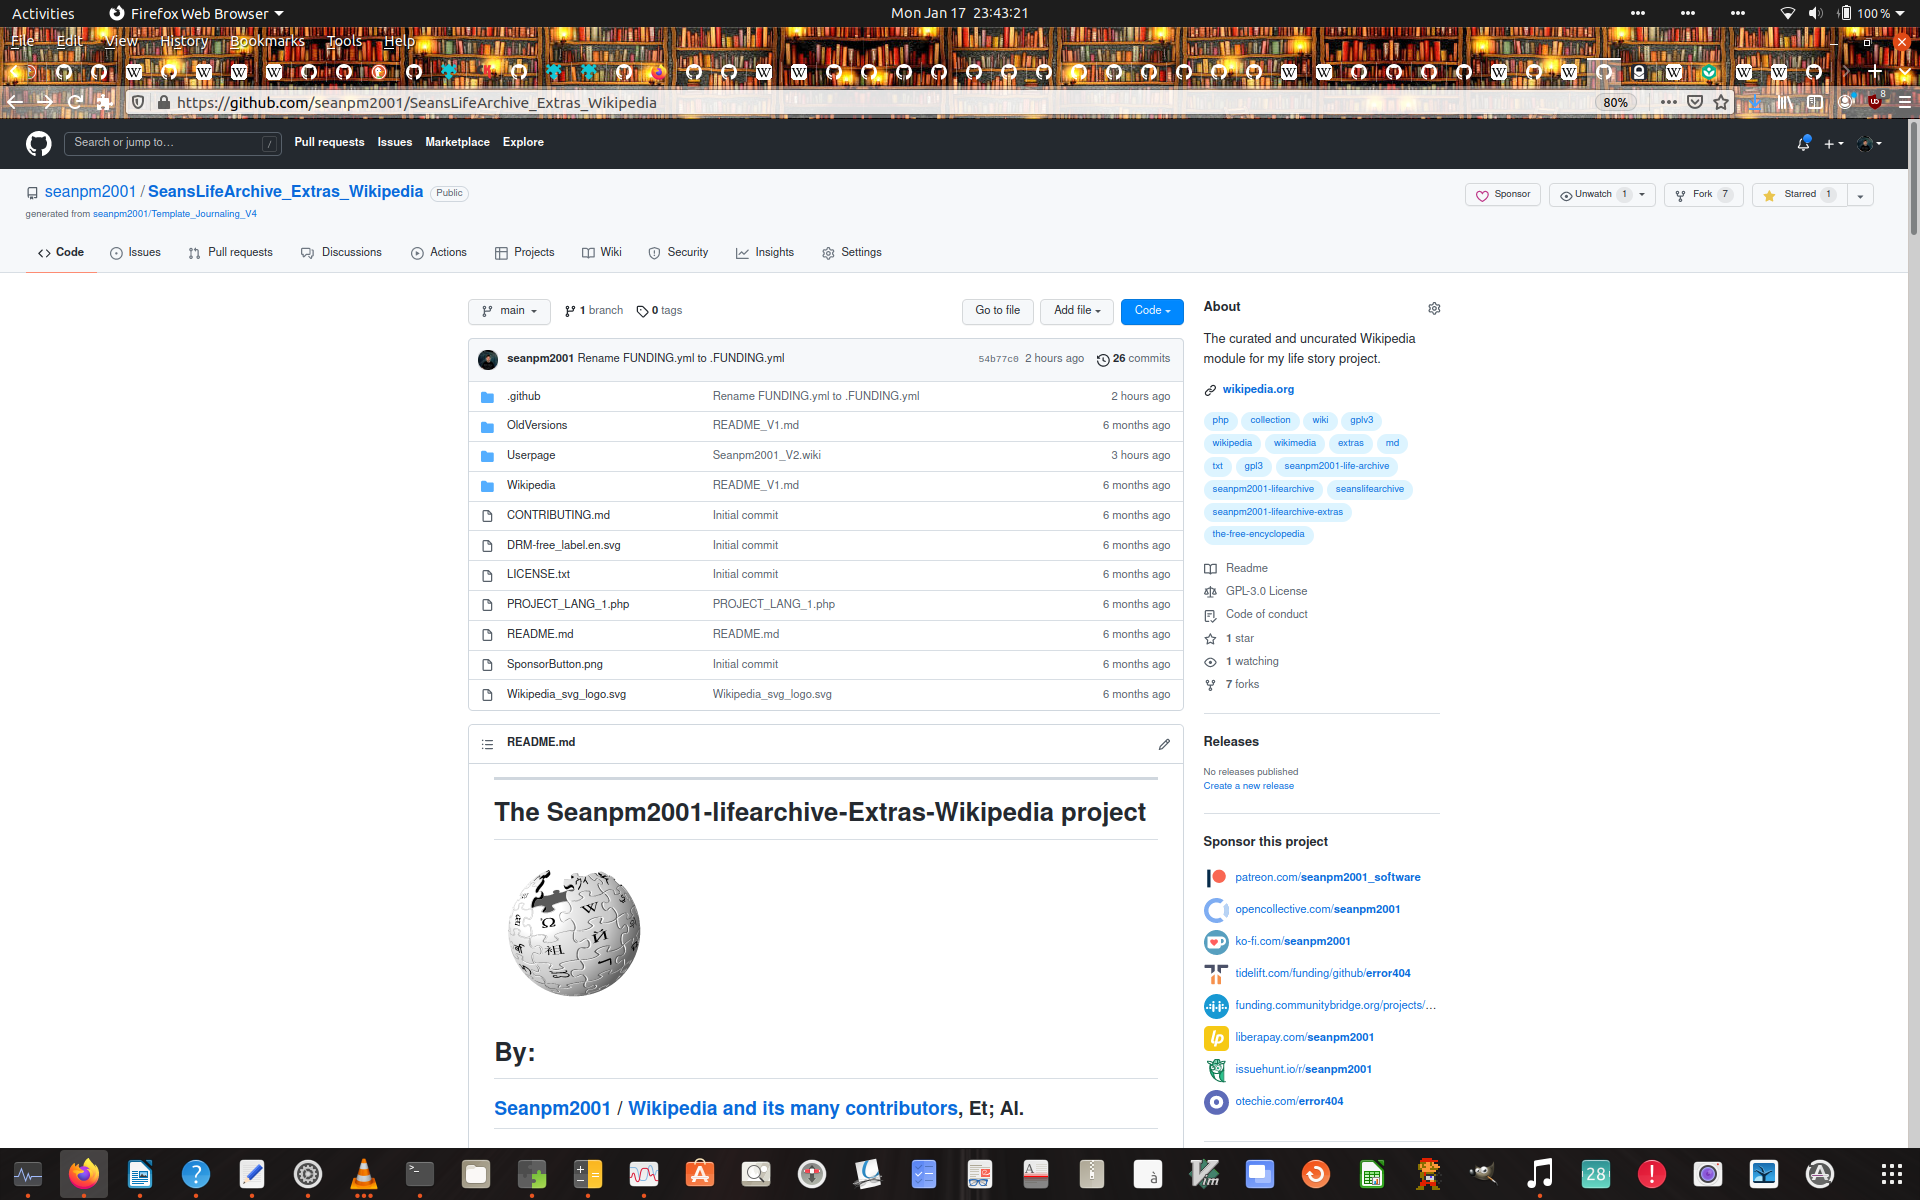 Activities Firefox Web Browser Mon Jan 17 23:43:21 100 %
File Edit View History Bookmarks Tools Help
https://github.com/seanpm2001/SeansLifeArchive_Extras_Wikipedia 80%
Search or jump to... / Pull requests Issues Marketplace Explore
seanpm2001 / SeansLifeArchive_Extras_Wikipedia Public
generated from seanpm2001/Template_Journaling_V4
Sponsor Unwatch 1 Fork 7 Starred 1
Code Issues Pull requests Discussions Actions Projects Wiki Security Insights Settings
main 1 branch 0 tags Go to file Add file Code
seanpm2001 Rename FUNDING.yml to .FUNDING.yml 54b77c0 2 hours ago 26 commits
.github Rename FUNDING.yml to .FUNDING.yml 2 hours ago
OldVersions README_V1.md 6 months ago
Userpage Seanpm2001_V2.wiki 3 hours ago
Wikipedia README_V1.md 6 months ago
CONTRIBUTING.md Initial commit 6 months ago
DRM-free_label.en.svg Initial commit 6 months ago
LICENSE.txt Initial commit 6 months ago
PROJECT_LANG_1.php PROJECT_LANG_1.php 6 months ago
README.md README.md 6 months ago
SponsorButton.png Initial commit 6 months ago
Wikipedia_svg_logo.svg Wikipedia_svg_logo.svg 6 months ago
README.md
The Seanpm2001-lifearchive-Extras-Wikipedia project
By:
Seanpm2001 / Wikipedia and its many contributors, Et; Al.
About
The curated and uncurated Wikipedia
module for my life story project.
wikipedia.org
php collection wiki gplv3
wikipedia wikimedia extras md
txt gpl3 seanpm2001-life-archive
seanpm2001-lifearchive seanslifearchive
seanpm2001-lifearchive-extras
the-free-encyclopedia
Readme
GPL-3.0 License
Code of conduct
1 star
1 watching
7 forks
Releases
No releases published
Create a new release
Sponsor this project
patreon.com/seanpm2001_software
opencollective.com/seanpm2001
ko-fi.com/seanpm2001
tidelift.com/funding/github/error404
funding.communitybridge.org/projects/...
liberapay.com/seanpm2001
issuehunt.io/r/seanpm2001
otechie.com/error404
28